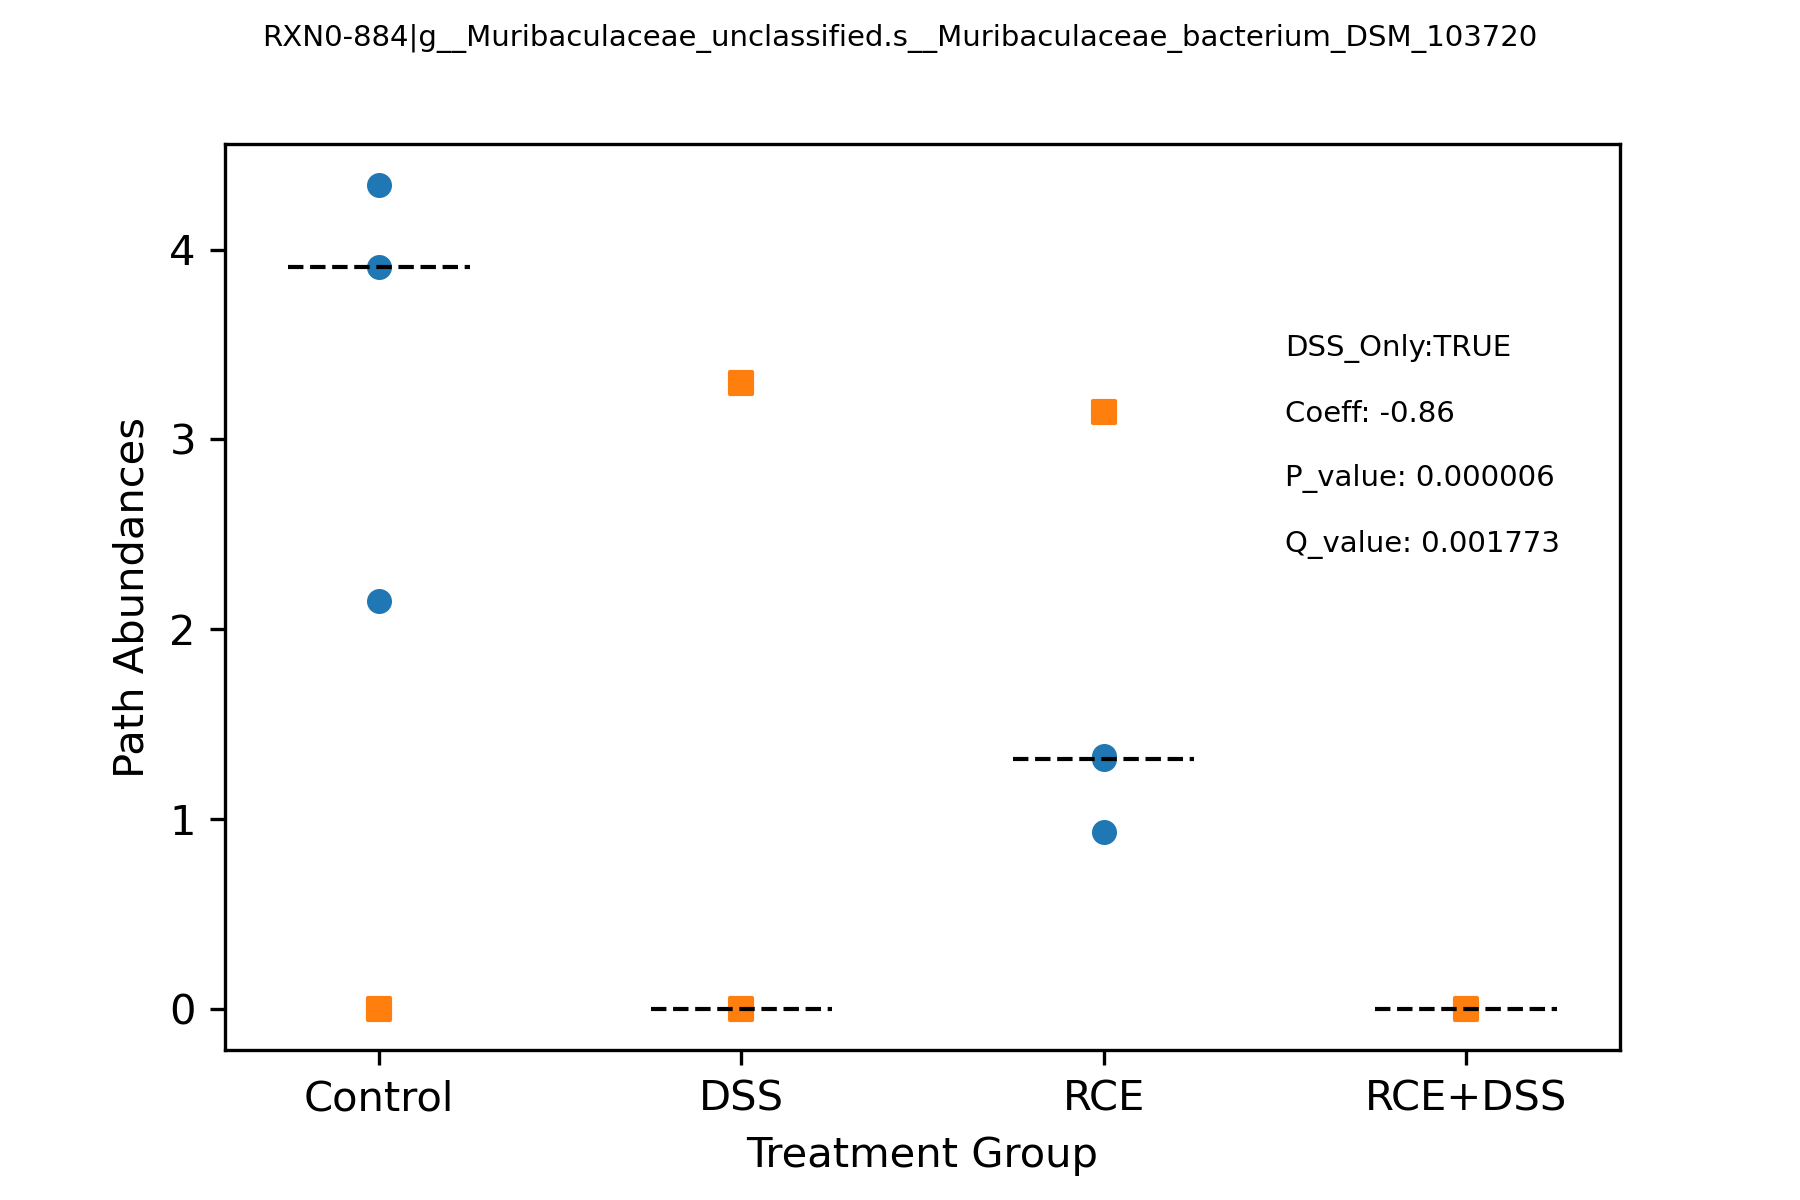 RXN0-884|g__Muribaculaceae_unclassified.s__Muribaculaceae_bacterium_DSM_103720
4
3
2
1
0
Path Abundances
DSS_Only:TRUE
Coeff: -0.86
P_value: 0.000006
Q_value: 0.001773
Control DSS RCE RCE+DSS
Treatment Group